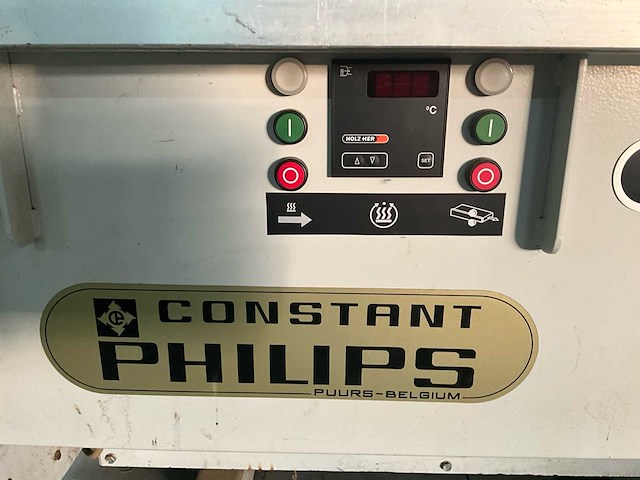 °C
HOLZ-HER
SET
I
I
O
O
CONSTANT
PHILIPS
PUURS-BELGIUM